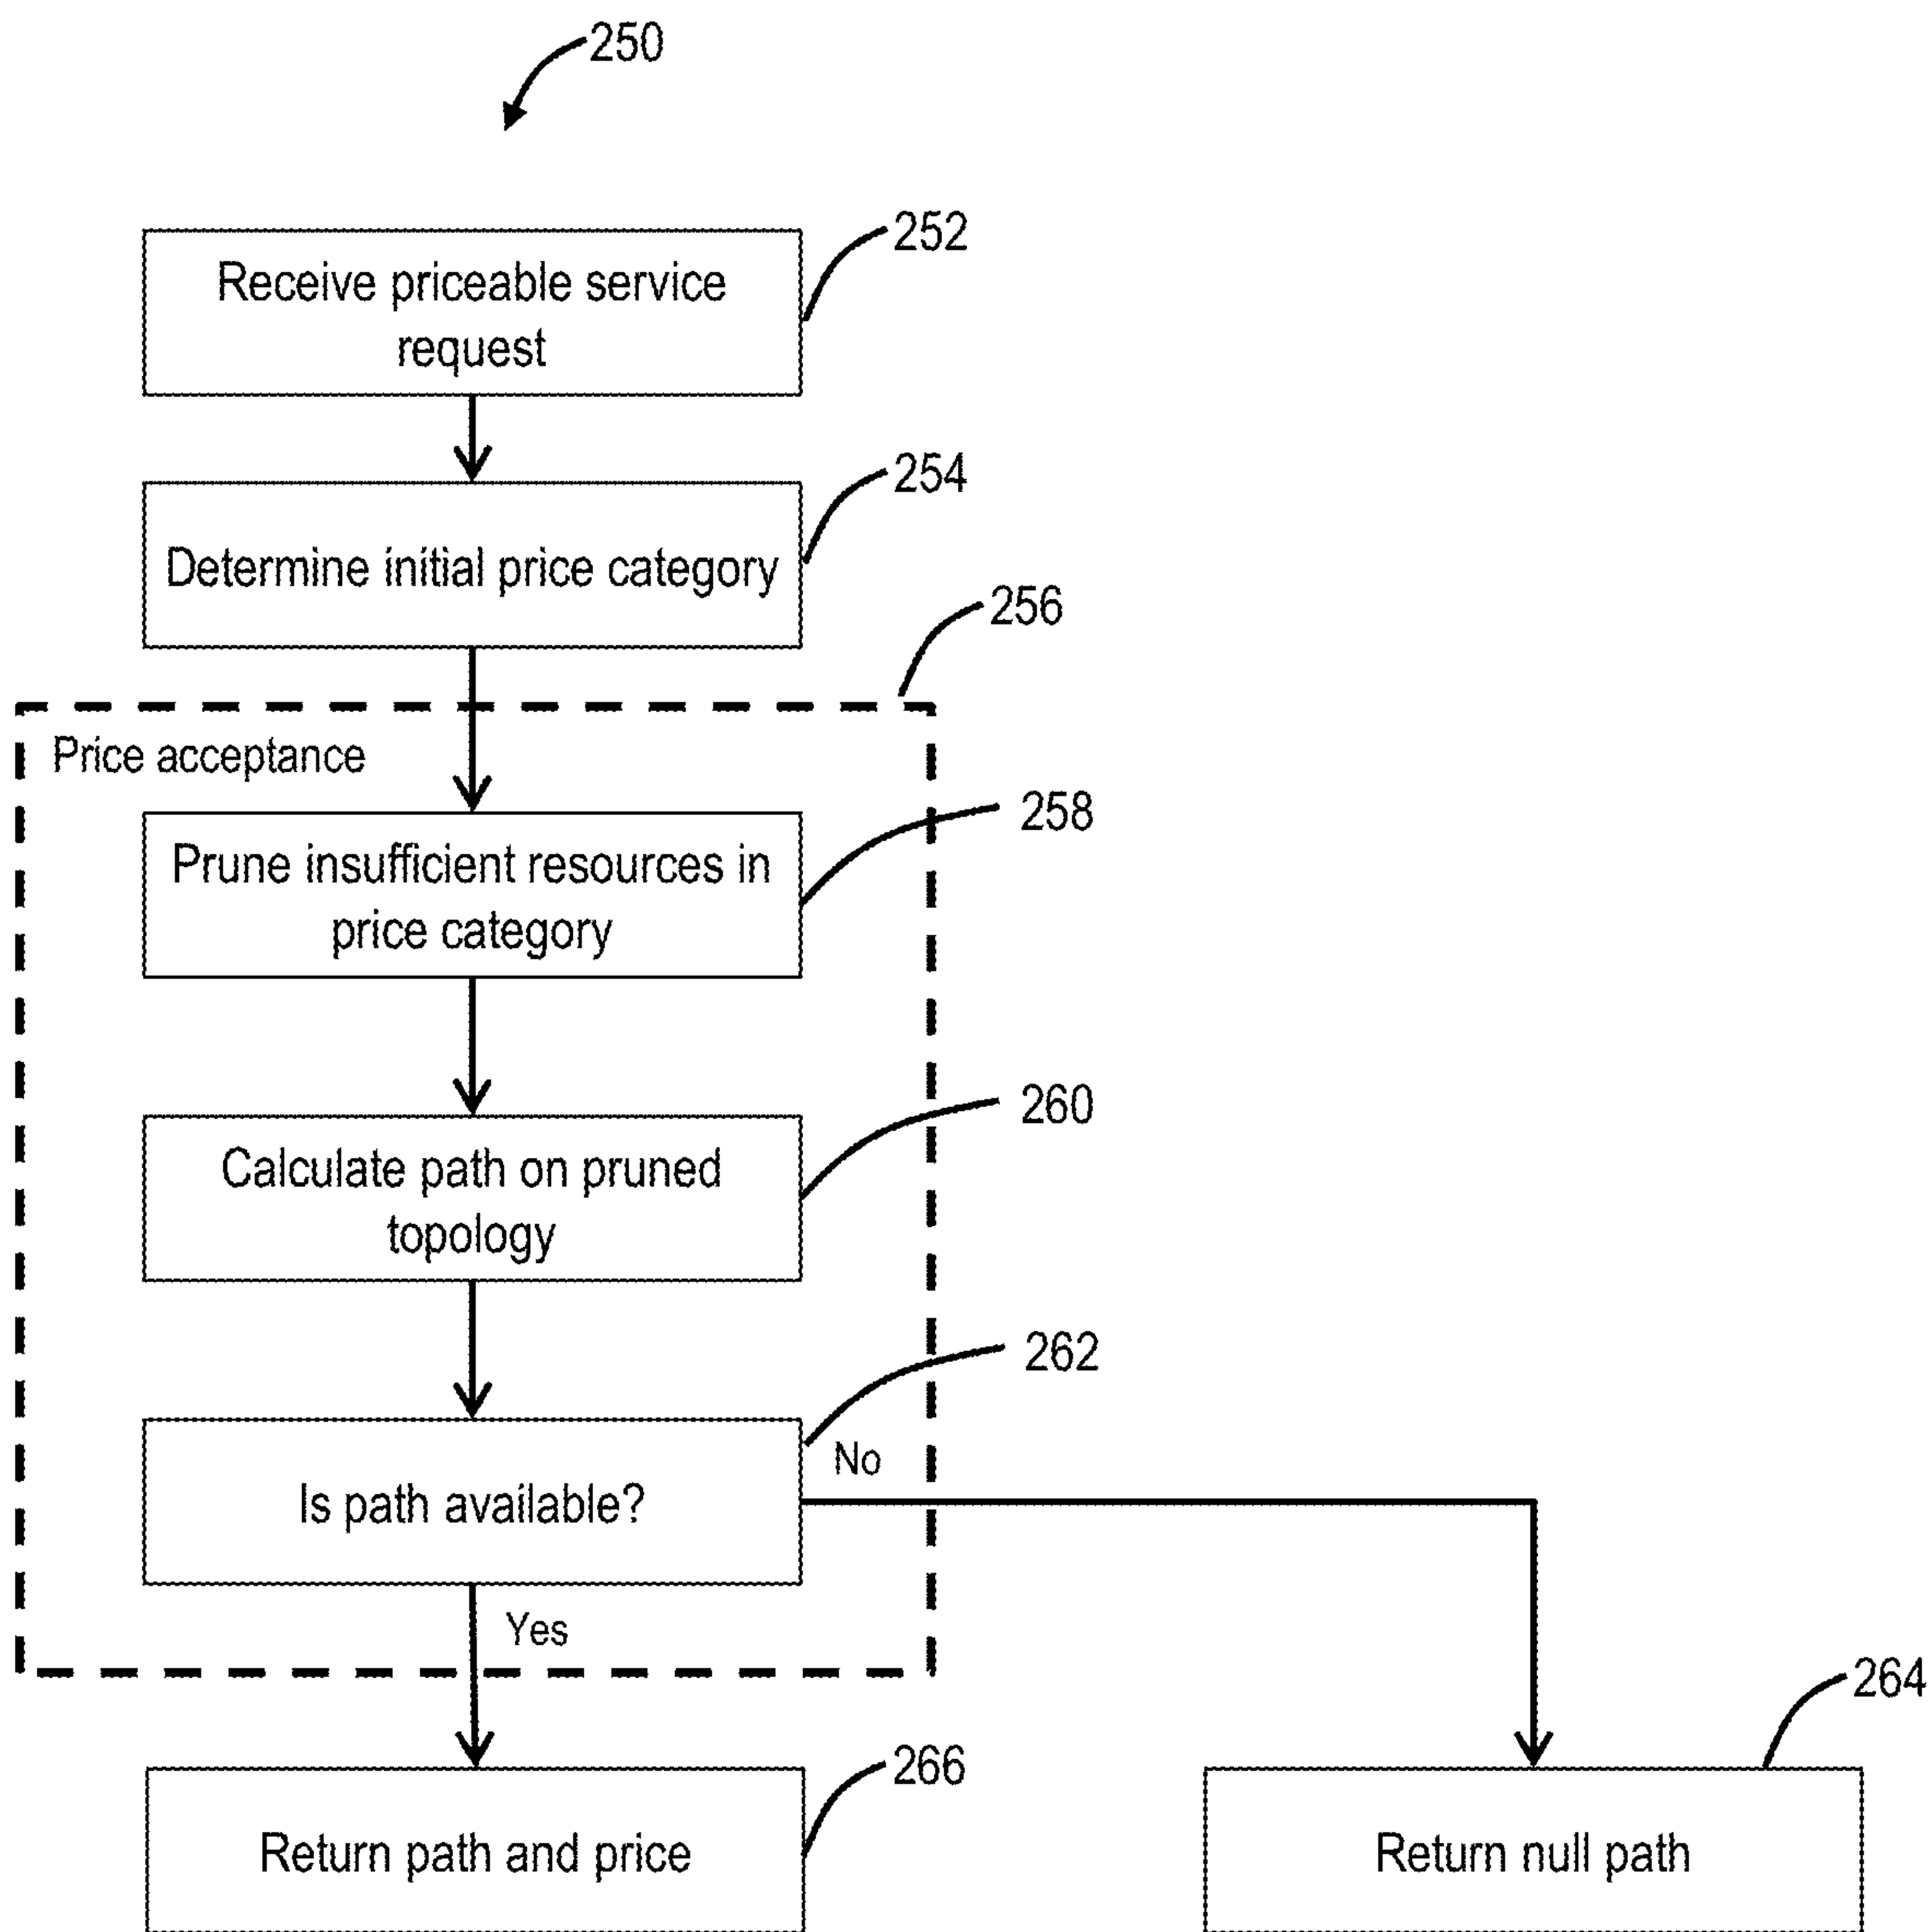 250
252
Receive priceable service
request
254
Determine initial price category
256
Price acceptance
258
Prune insufficient resources in
price category
260
Calculate path on pruned
topology
262
No
Is path available?
Yes
264
266
Return path and price
Return null path